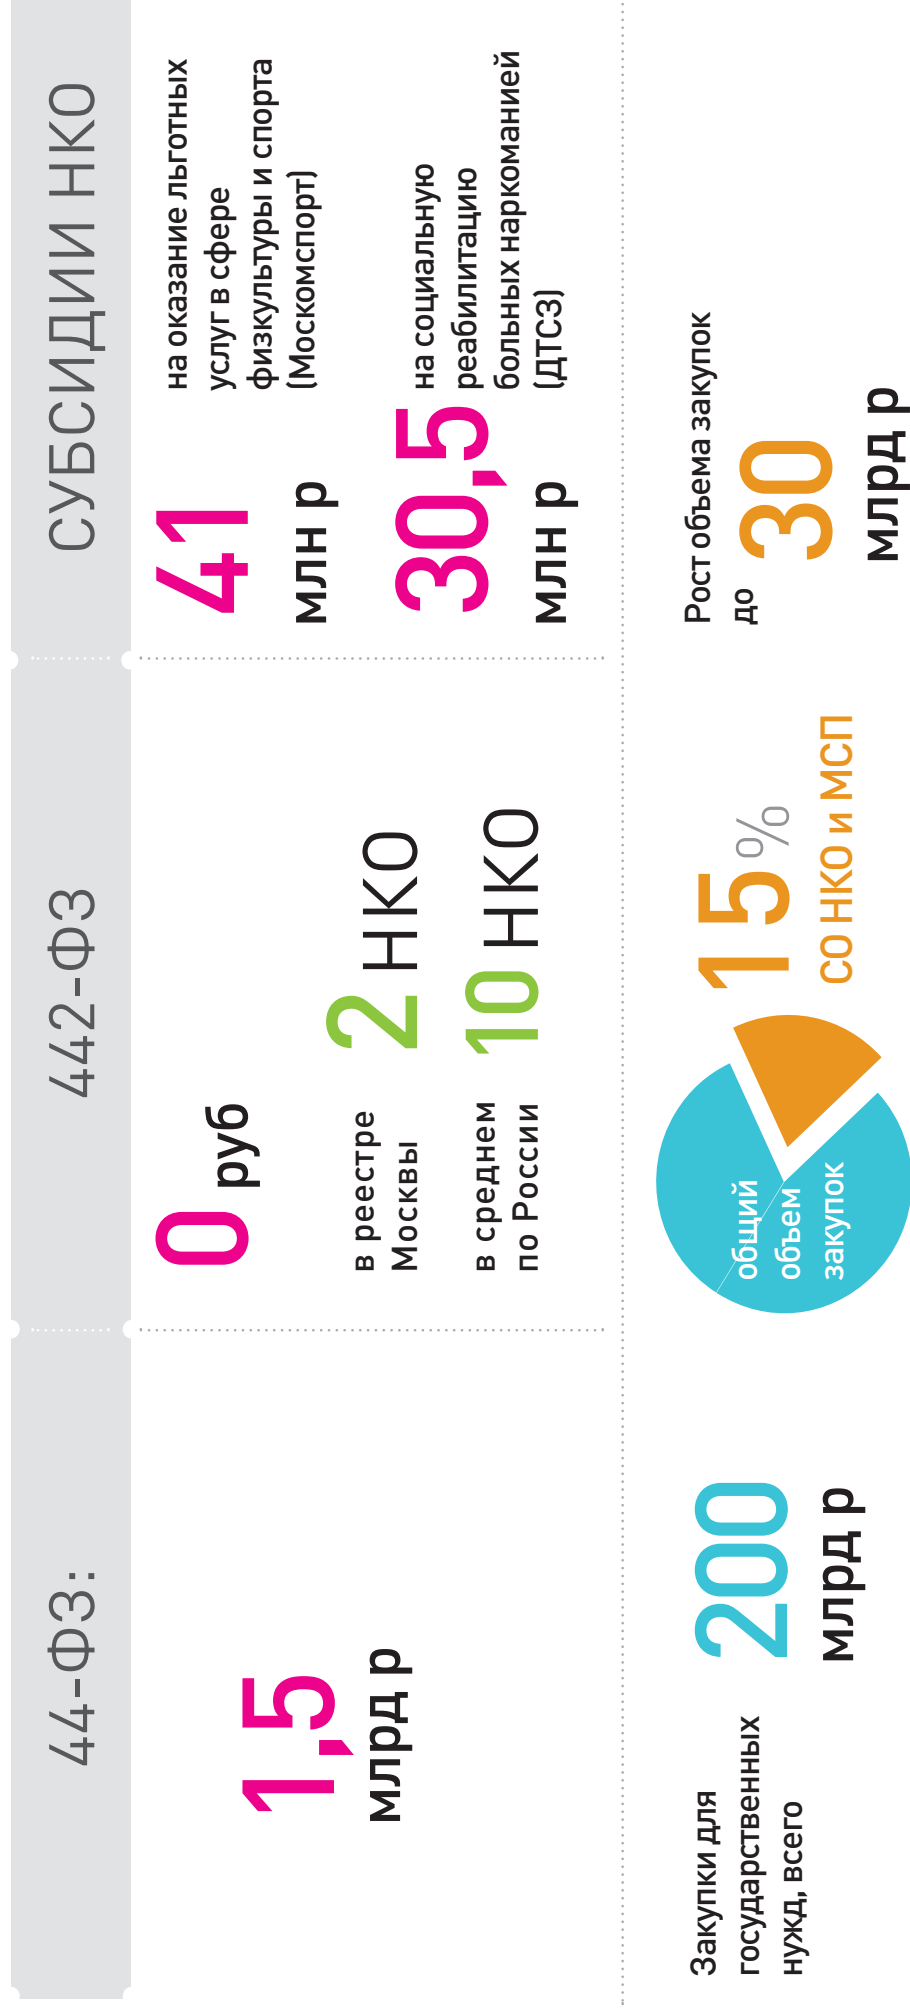 44-ФЗ:
1,5
млрд р
442-ФЗ
0 руб
в реестре
Москвы
2 НКО
в среднем
по России
10 НКО
СУБСИДИИ НКО
41
млн р
на оказание льготных
услуг в сфере
физкультуры и спорта
(Москомспорт)
30,5
млн р
на социальную
реабилитацию
больных наркоманией
(ДТСЗ)
Закупки для
государственных
нужд, всего
200
млрд р
общий
объем
закупок
15 %
СО НКО и МСП
Рост объема закупок
до 30
млрд р